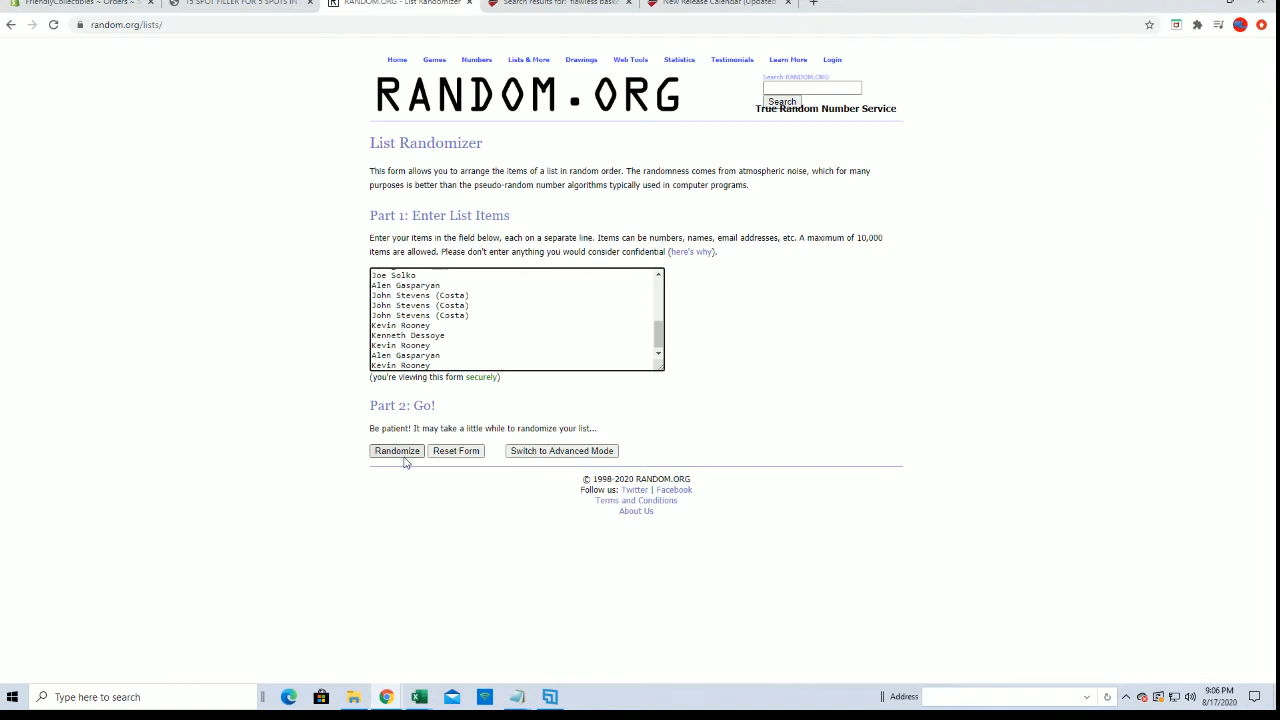 FriendlyCollectibles ~ Orders ~ S
15 SPOT FILLER FOR 5 SPOTS IN
RANDOM.ORG - List Randomizer
Search results for: 'flawless bask
New Release Calendar (Updated
random.org/lists/
Home Games Numbers Lists & More Drawings Web Tools Statistics Testimonials Learn More Login
Search RANDOM.ORG
RANDOM.ORG
Search
True Random Number Service
List Randomizer
This form allows you to arrange the items of a list in random order. The randomness comes from atmospheric noise, which for many
purposes is better than the pseudo-random number algorithms typically used in computer programs.
Part 1: Enter List Items
Enter your items in the field below, each on a separate line. Items can be numbers, names, email addresses, etc. A maximum of 10,000
items are allowed. Please don't enter anything you would consider confidential (here's why).
Joe Solko
Alen Gasparyan
John Stevens (Costa)
John Stevens (Costa)
John Stevens (Costa)
Kevin Rooney
Kenneth Dessoye
Kevin Rooney
Alen Gasparyan
Kevin Rooney
(you're viewing this form securely)
Part 2: Go!
Be patient! It may take a little while to randomize your list...
Randomize Reset Form Switch to Advanced Mode
© 1998-2020 RANDOM.ORG
Follow us: Twitter | Facebook
Terms and Conditions
About Us
Type here to search
Address
9:06 PM
8/17/2020